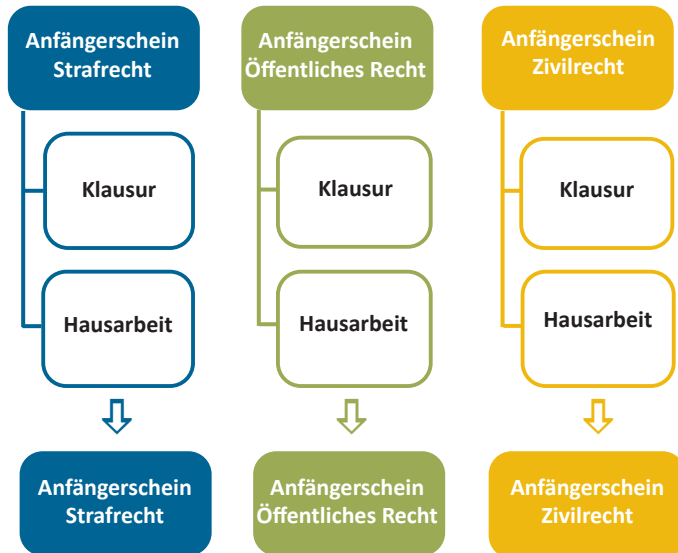 Anfängerschein
Strafrecht
Klausur
Hausarbeit
Anfängerschein
Strafrecht
Anfängerschein
Öffentliches Recht
Klausur
Hausarbeit
Anfängerschein
Öffentliches Recht
Anfängerschein
Zivilrecht
Klausur
Hausarbeit
Anfängerschein
Zivilrecht